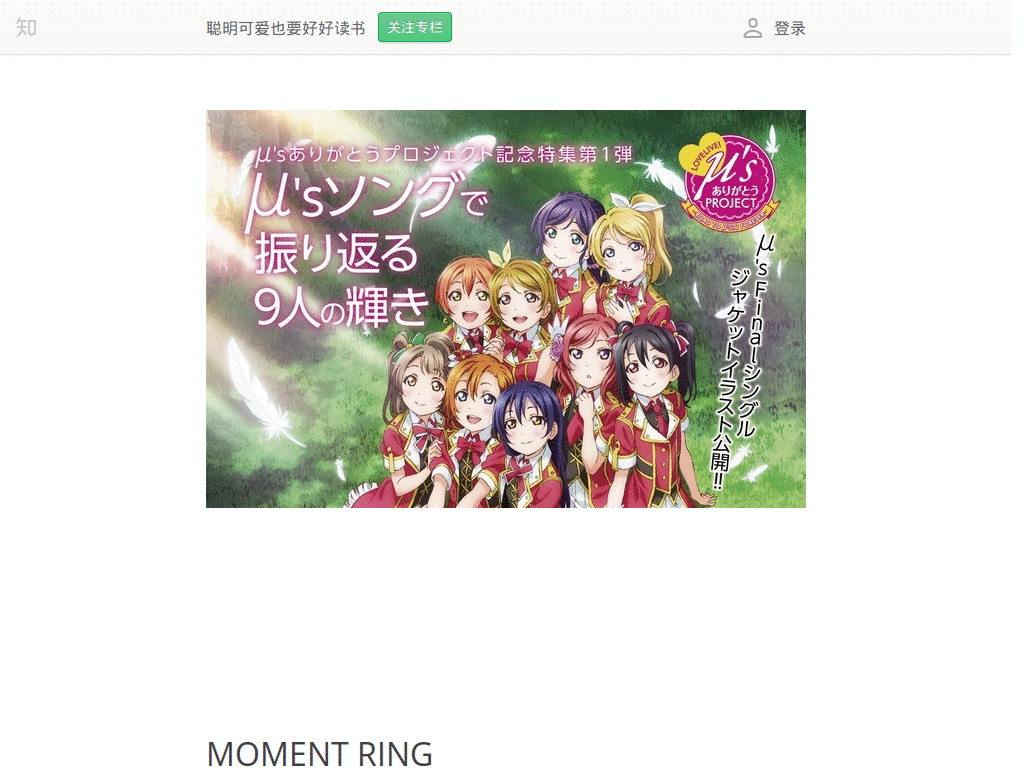 知
聪明可爱也要好好读书
关注专栏
登录
μ'sありがとうプロジェクト記念特集第1弾
μ'sソングで
振り返る
9人の輝き
LOVELIVE!
μ's
ありがとう
PROJECT
μ's Finalシングル
ジャケットイラスト公開!!
MOMENT RING